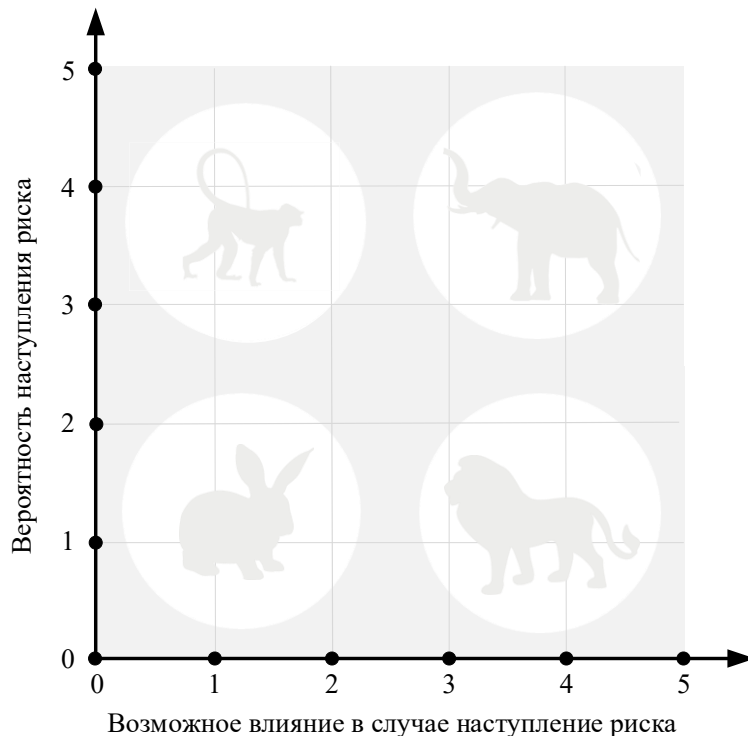 Вероятность наступления риска
5
4
3
2
1
0
0 1 2 3 4 5
Возможное влияние в случае наступление риска